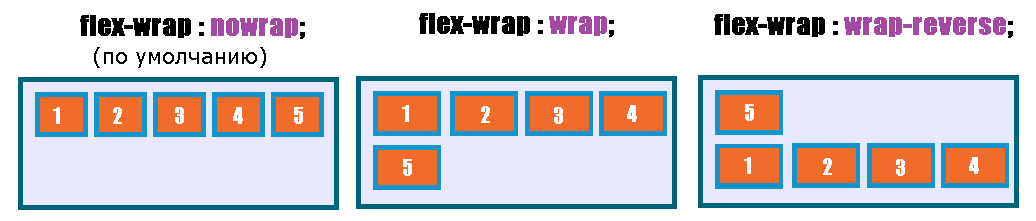 flex-wrap : nowrap;
(по умолчанию)
1 2 3 4 5
flex-wrap : wrap;
1 2 3 4
5
flex-wrap : wrap-reverse;
5
1 2 3 4